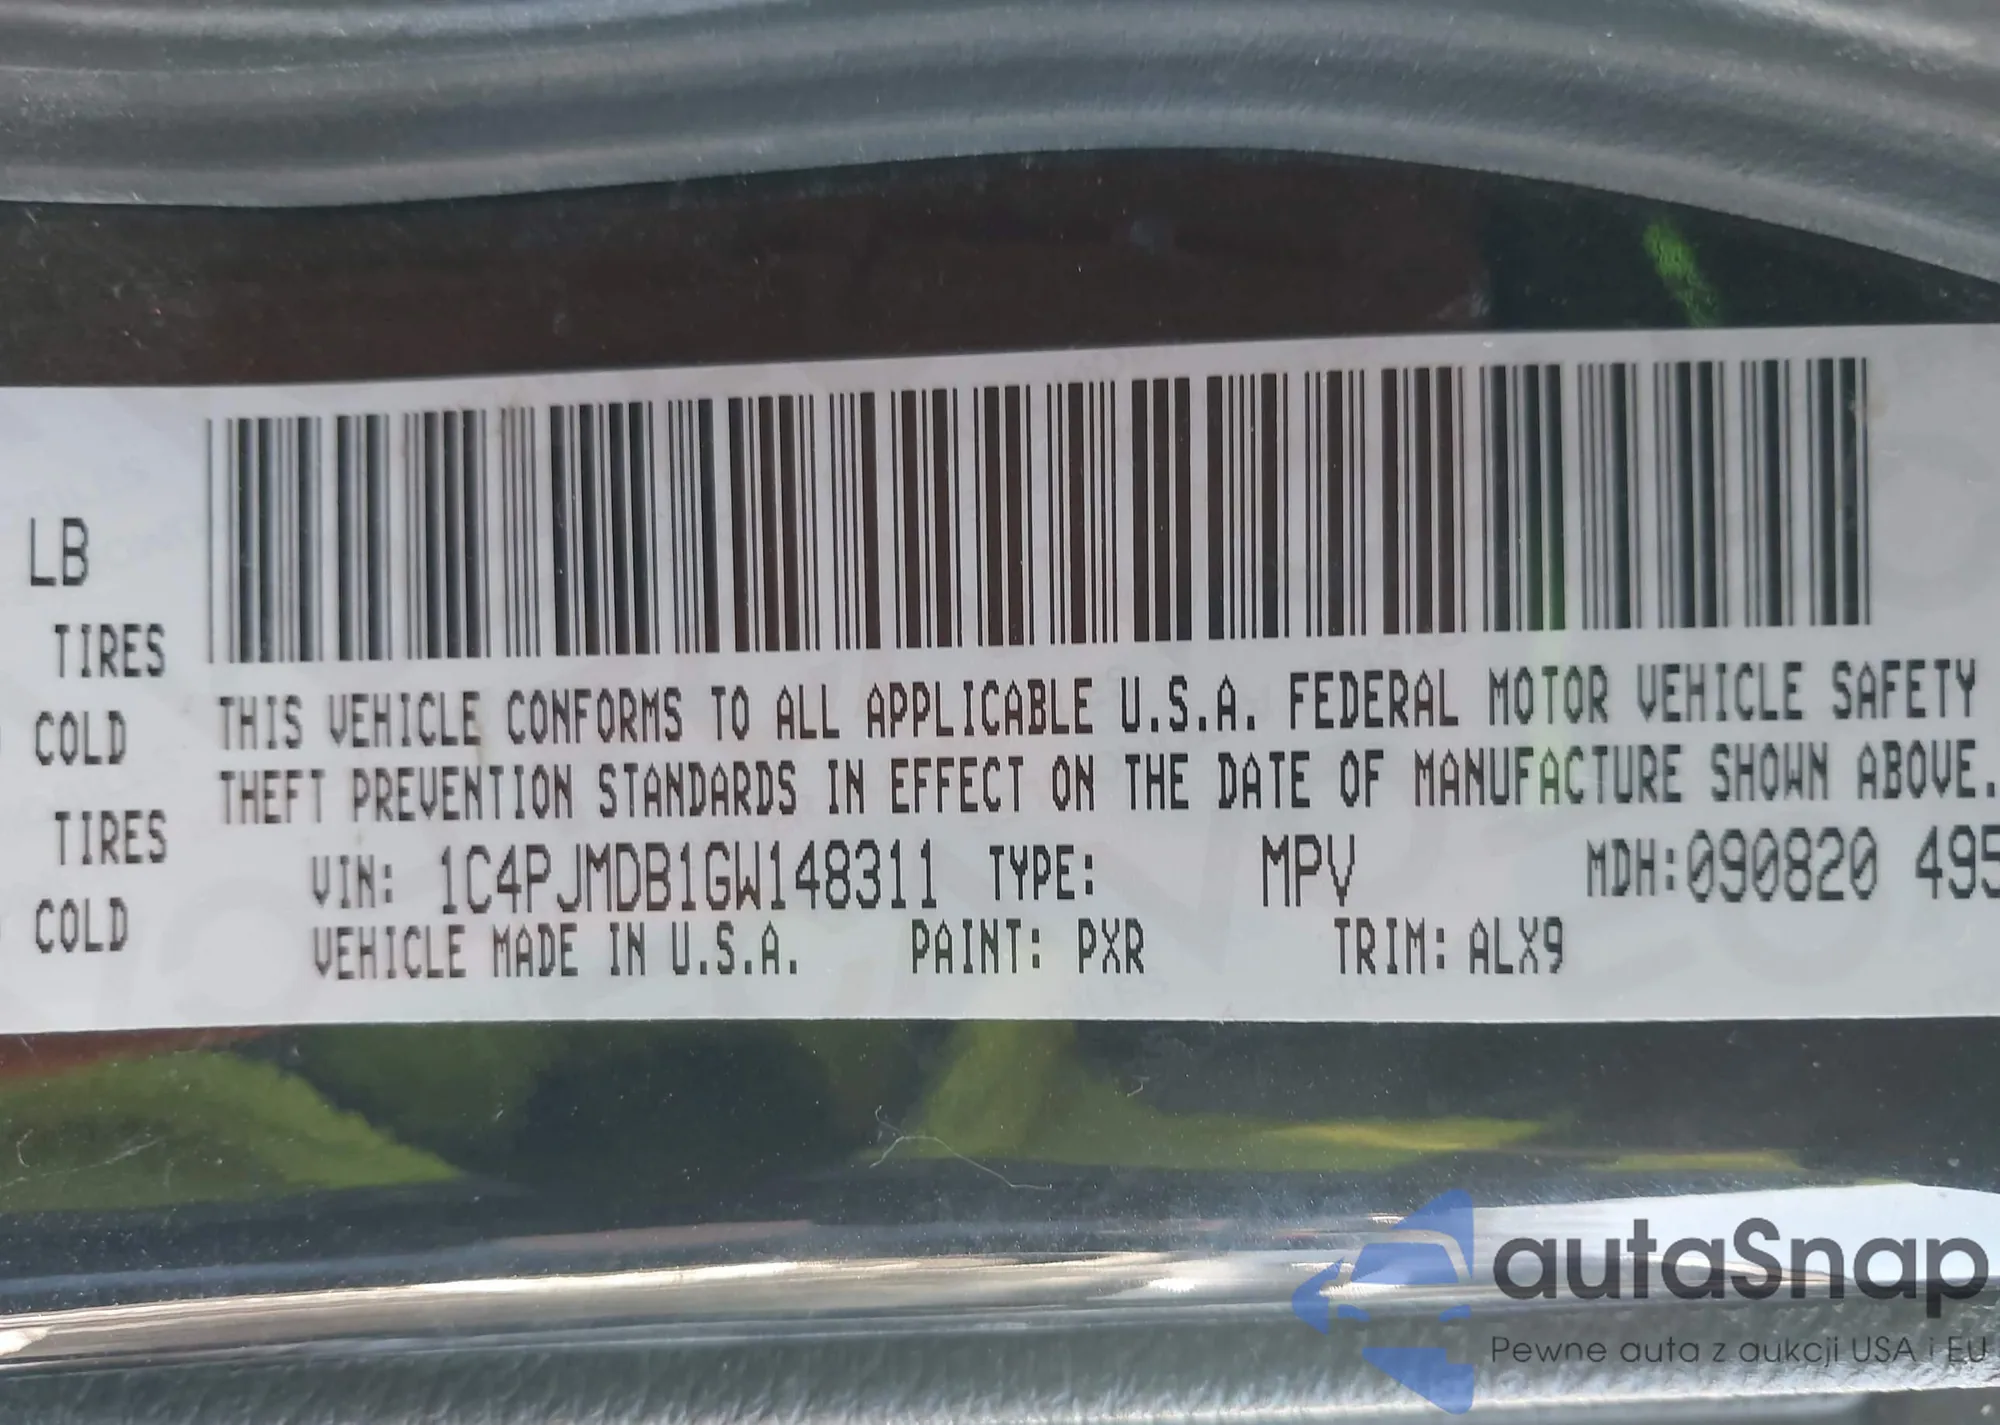 LB
TIRES
COLD
TIRES
COLD
THIS VEHICLE CONFORMS TO ALL APPLICABLE U.S.A. FEDERAL MOTOR VEHICLE SAFETY
THEFT PREVENTION STANDARDS IN EFFECT ON THE DATE OF MANUFACTURE SHOWN ABOVE.
VIN: 1C4PJMDB1GW148311 TYPE: MPV MDH:090820 495
VEHICLE MADE IN U.S.A. PAINT: PXR TRIM: ALX9
autaSnap
Pewne auta z aukcji USA i EU